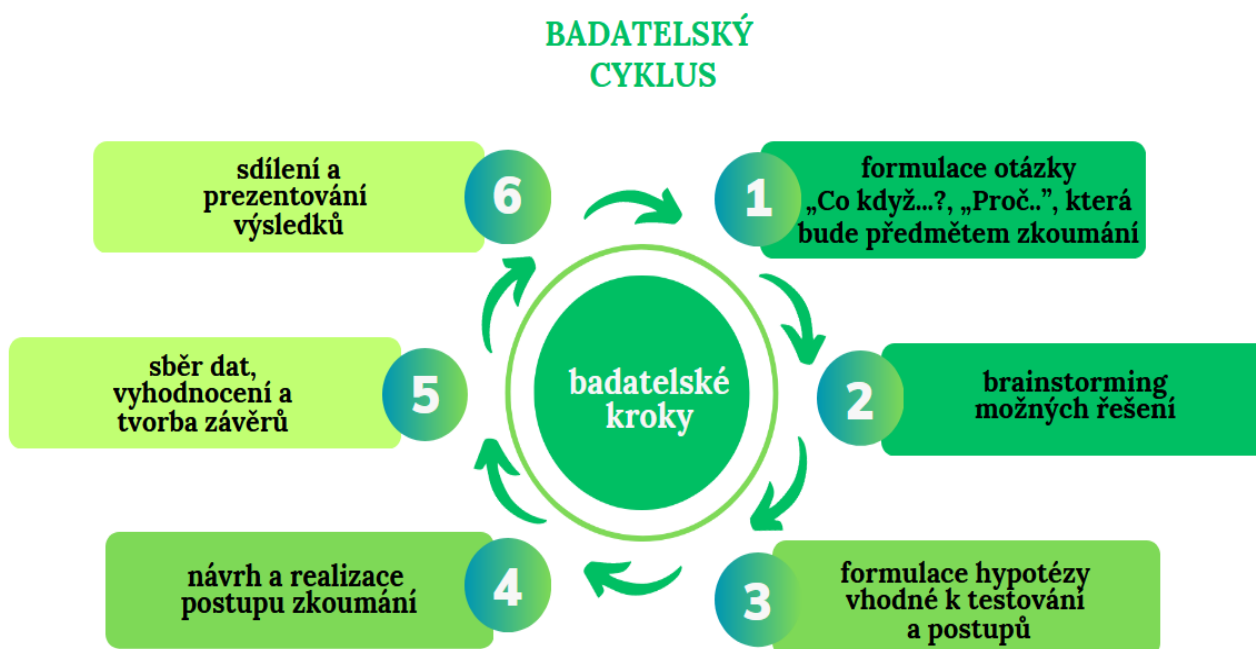 BADATELSKÝ
CYKLUS
1
formulace otázky
„Co když...?, „Proč..”, která
bude předmětem zkoumání
2
brainstorming
možných řešení
3
formulace hypotézy
vhodné k testování
a postupů
4
návrh a realizace
postupu zkoumání
5
sběr dat,
vyhodnocení a
tvorba závěrů
6
sdílení a
prezentování
výsledků
badatelské
kroky